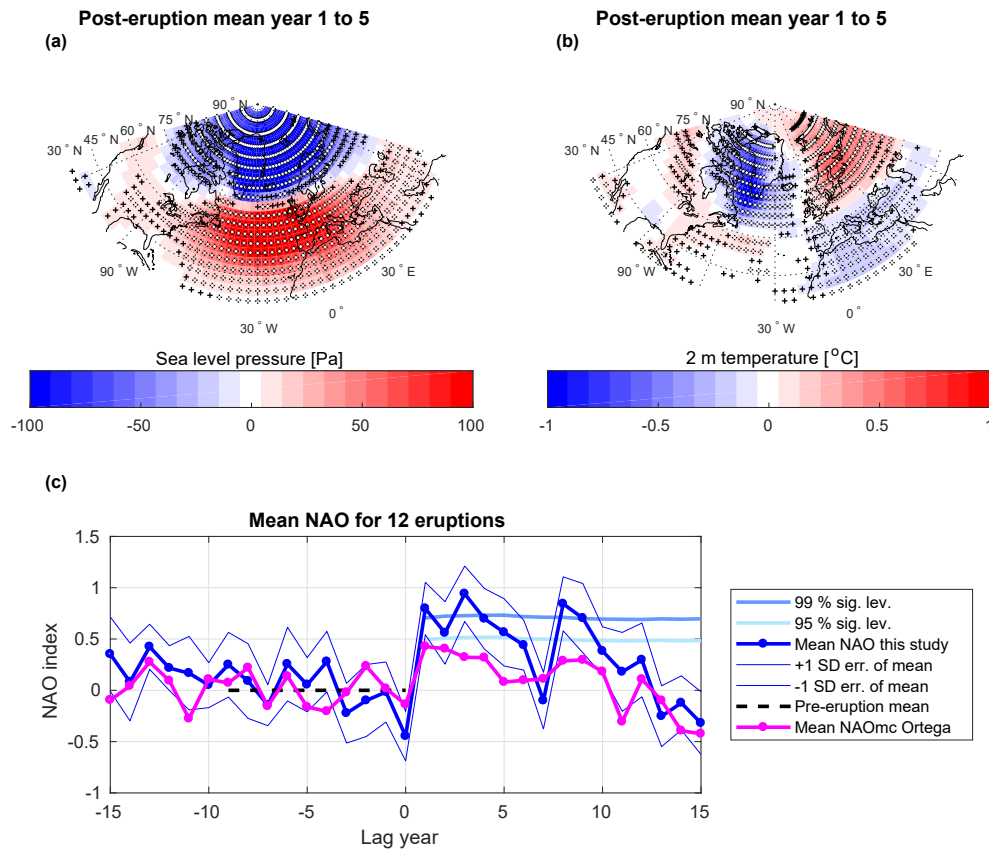 Post-eruption mean year 1 to 5
(a)
90° N
75° N
60° N
45° N
30° N
90° W
30° W
0°
30° E
Sea level pressure [Pa]
-100 -50 0 50 100
Post-eruption mean year 1 to 5
(b)
90° N
75° N
60° N
45° N
30° N
90° W
30° W
0°
30° E
2 m temperature [°C]
-1 -0.5 0 0.5 1
(c)
Mean NAO for 12 eruptions
NAO index
1.5
1
0.5
0
-0.5
-1
-15 -10 -5 0 5 10 15
Lag year
99 % sig. lev.
95 % sig. lev.
Mean NAO this study
+1 SD err. of mean
-1 SD err. of mean
Pre-eruption mean
Mean NAOmc Ortega